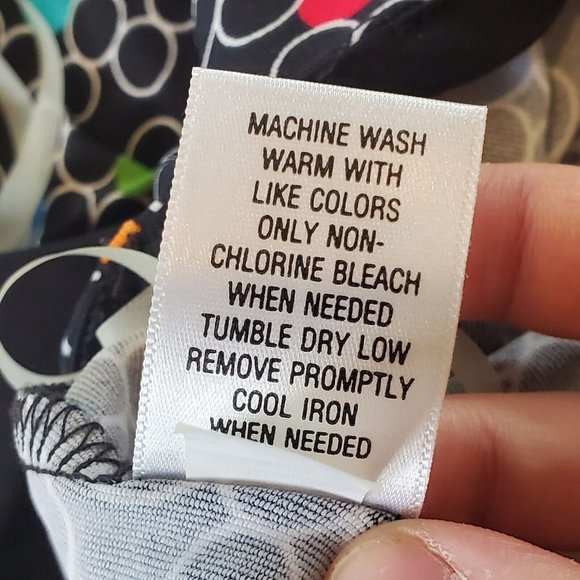 MACHINE WASH
WARM WITH
LIKE COLORS
ONLY NON-
CHLORINE BLEACH
WHEN NEEDED
TUMBLE DRY LOW
REMOVE PROMPTLY
COOL IRON
WHEN NEEDED